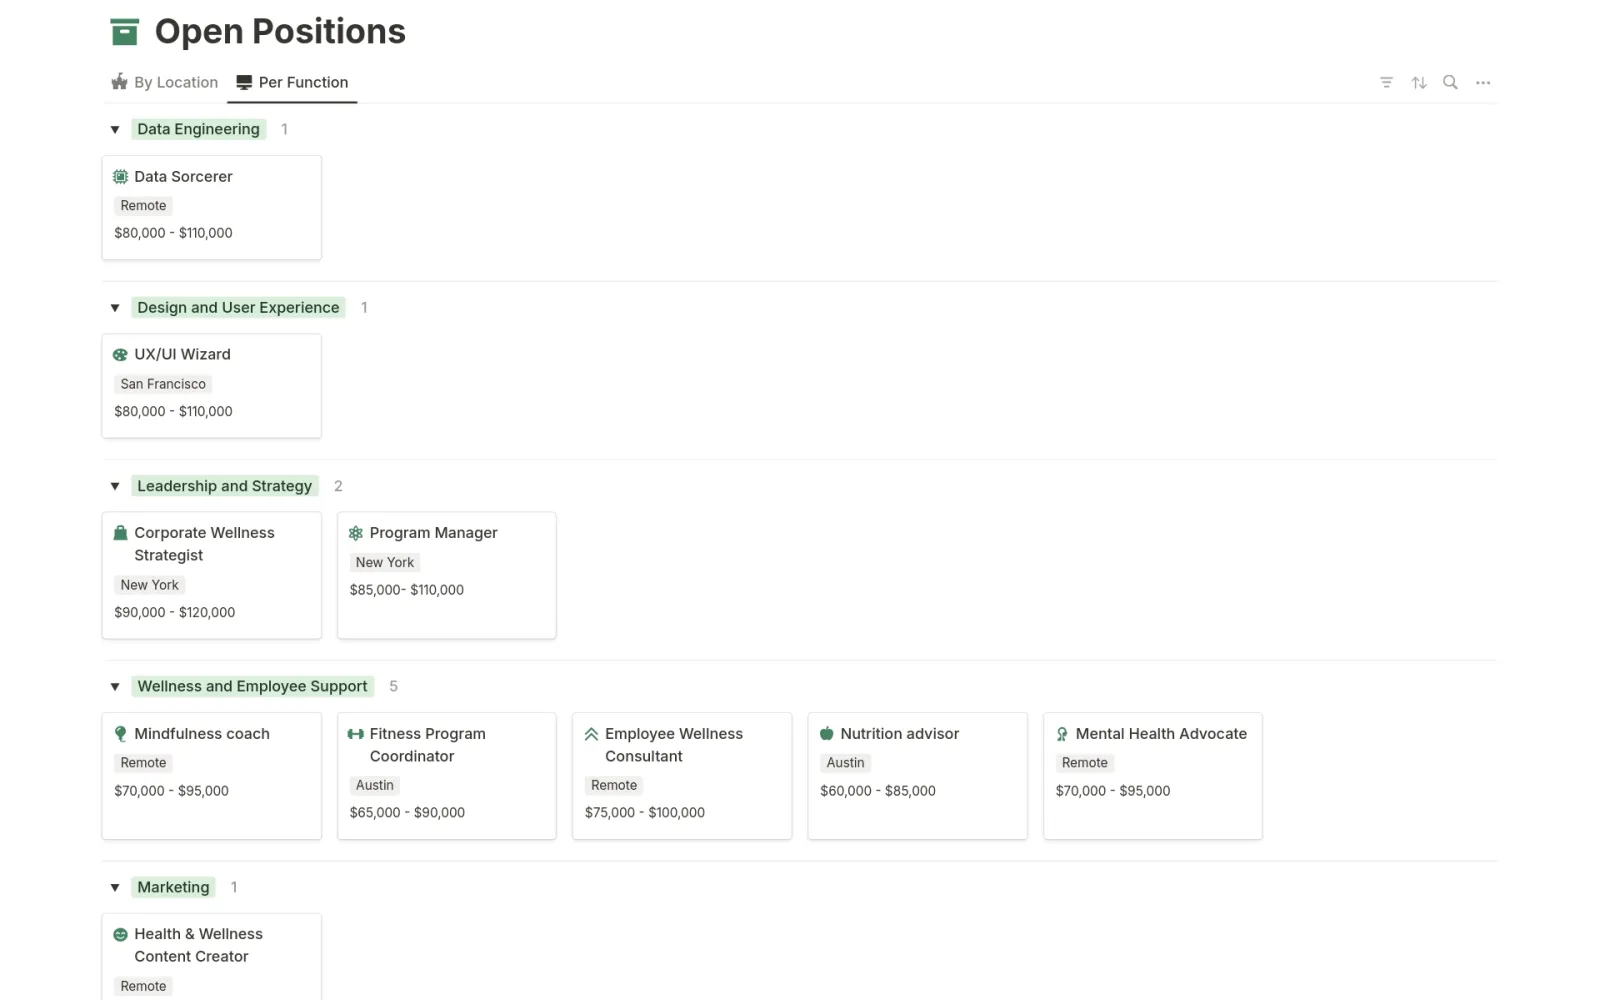 Open Positions
By Location Per Function
Data Engineering 1
Data Sorcerer
Remote
$80,000 - $110,000
Design and User Experience 1
UX/UI Wizard
San Francisco
$80,000 - $110,000
Leadership and Strategy 2
Corporate Wellness
Strategist
New York
$90,000 - $120,000
Program Manager
New York
$85,000- $110,000
Wellness and Employee Support 5
Mindfulness coach
Remote
$70,000 - $95,000
Fitness Program
Coordinator
Austin
$65,000 - $90,000
Employee Wellness
Consultant
Remote
$75,000 - $100,000
Nutrition advisor
Austin
$60,000 - $85,000
Mental Health Advocate
Remote
$70,000 - $95,000
Marketing 1
Health & Wellness
Content Creator
Remote